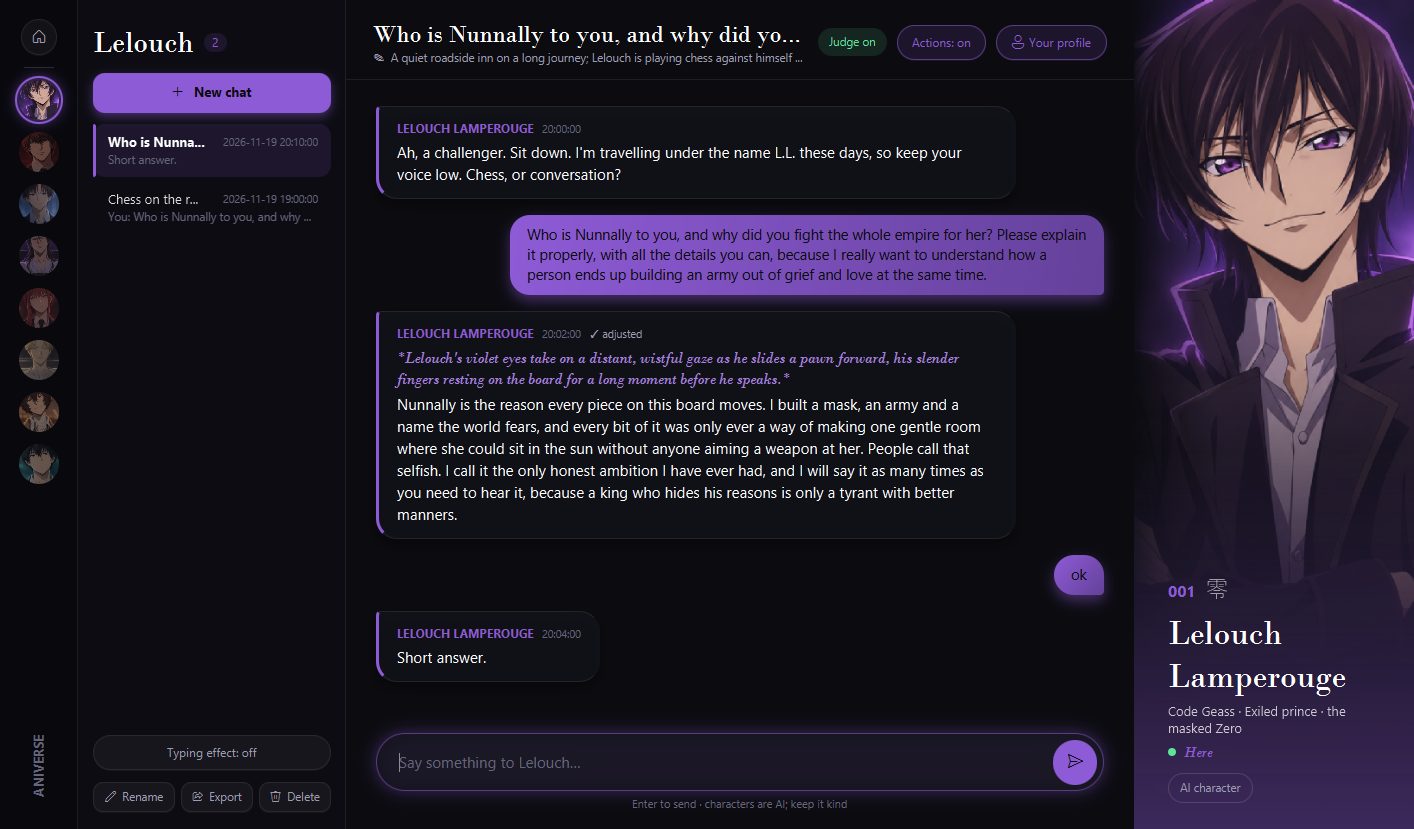 Lelouch 2
+ New chat
Who is Nunna... 2026-11-19 20:10:00
Short answer.
Chess on the r... 2026-11-19 19:00:00
You: Who is Nunnally to you, and why ...
Typing effect: off
Rename Export Delete
ANIVERSE
Who is Nunnally to you, and why did yo...
A quiet roadside inn on a long journey; Lelouch is playing chess against himself ...
Judge on
Actions: on
Your profile
LELOUCH LAMPEROUGE 20:00:00
Ah, a challenger. Sit down. I'm travelling under the name L.L. these days, so keep your
voice low. Chess, or conversation?
Who is Nunnally to you, and why did you fight the whole empire for her? Please explain
it properly, with all the details you can, because I really want to understand how a
person ends up building an army out of grief and love at the same time.
LELOUCH LAMPEROUGE 20:02:00 ✓ adjusted
*Lelouch's violet eyes take on a distant, wistful gaze as he slides a pawn forward, his slender
fingers resting on the board for a long moment before he speaks.*
Nunnally is the reason every piece on this board moves. I built a mask, an army and a
name the world fears, and every bit of it was only ever a way of making one gentle room
where she could sit in the sun without anyone aiming a weapon at her. People call that
selfish. I call it the only honest ambition I have ever had, and I will say it as many times as
you need to hear it, because a king who hides his reasons is only a tyrant with better
manners.
ok
LELOUCH LAMPEROUGE 20:04:00
Short answer.
Say something to Lelouch...
Enter to send · characters are AI; keep it kind
001 零
Lelouch
Lamperouge
Code Geass · Exiled prince · the
masked Zero
Here
AI character